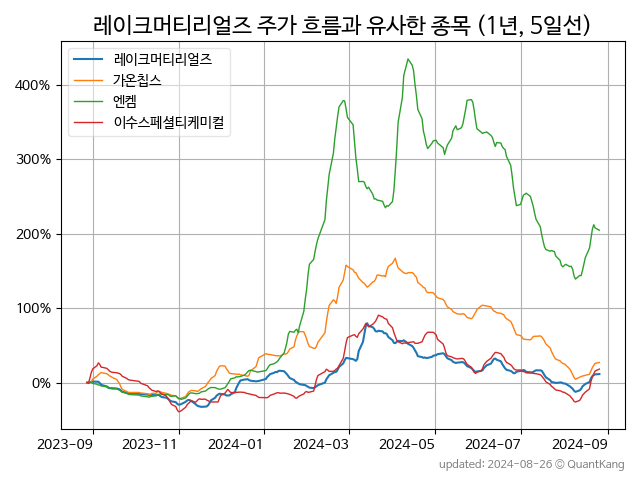 레이크머티리얼즈 주가 흐름과 유사한 종목 (1년, 5일선)
레이크머티리얼즈
가온칩스
엔켐
이수스페셜티케미컬
400%
300%
200%
100%
0%
2023-09 2023-11 2024-01 2024-03 2024-05 2024-07 2024-09
updated: 2024-08-26 © QuantKang